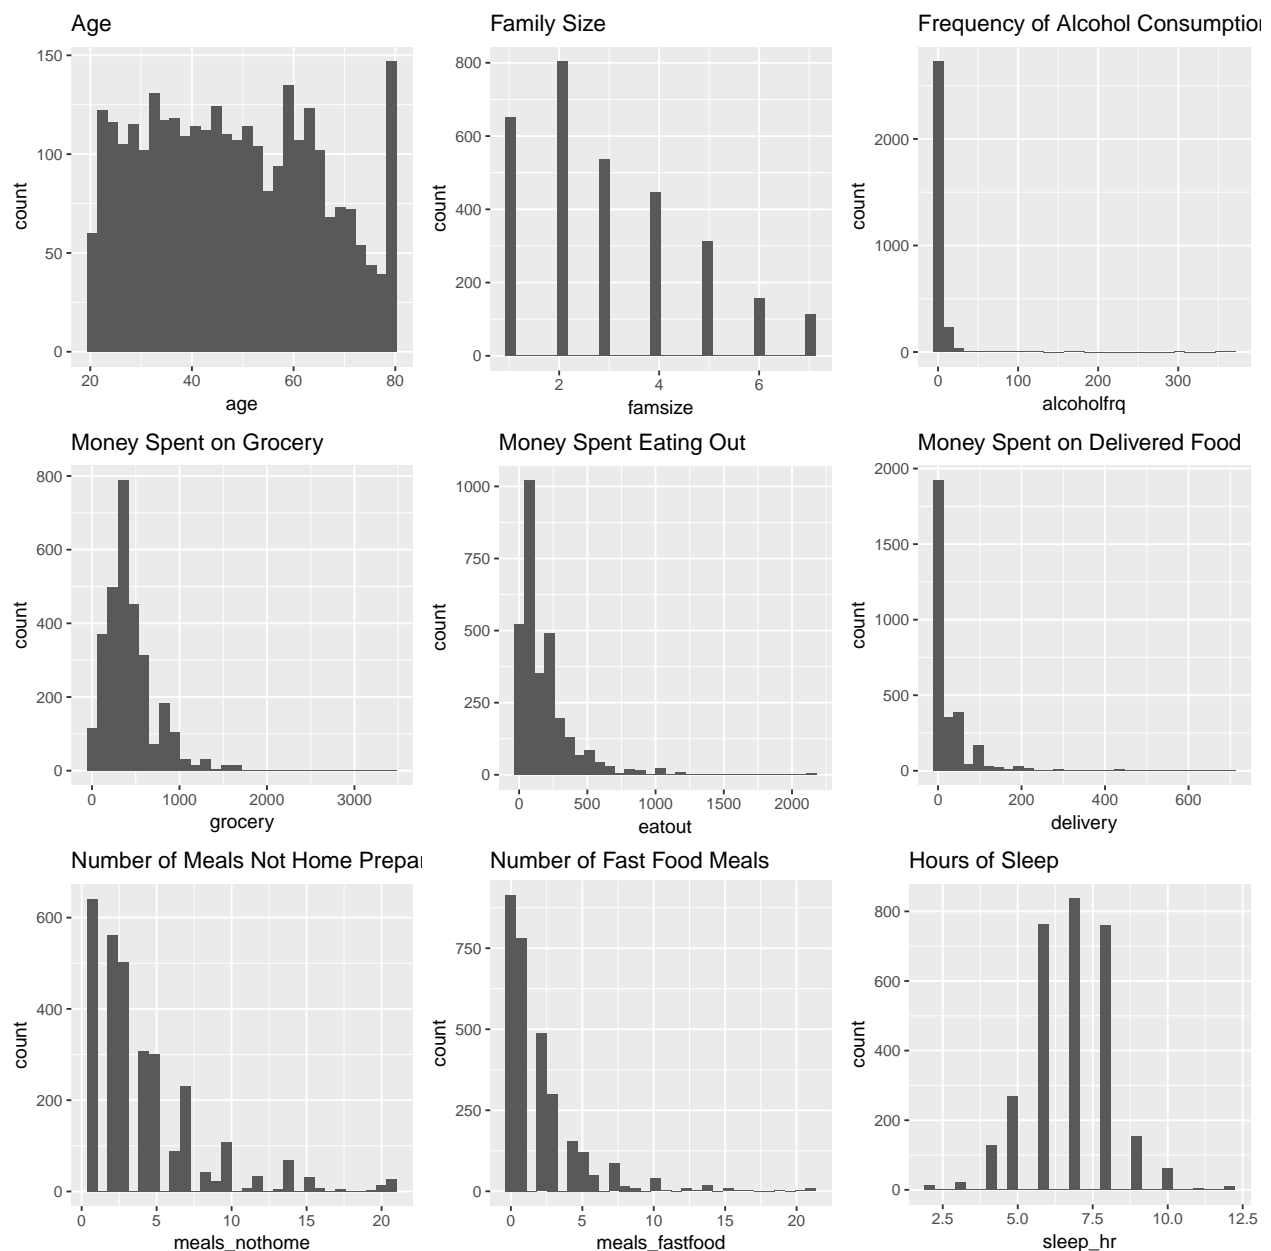 Age
150
100
50
0
count
20 40 60 80
age
Family Size
800
600
400
200
0
count
2 4 6
famsize
Frequency of Alcohol Consumption
2000
1000
0
count
0 100 200 300
alcoholfrq
Money Spent on Grocery
800
600
400
200
0
count
0 1000 2000 3000
grocery
Money Spent Eating Out
1000
750
500
250
0
count
0 500 1000 1500 2000
eatout
Money Spent on Delivered Food
2000
1500
1000
500
0
count
0 200 400 600
delivery
Number of Meals Not Home Prepar
600
400
200
0
count
0 5 10 15 20
meals_nothome
Number of Fast Food Meals
750
500
250
0
count
0 5 10 15 20
meals_fastfood
Hours of Sleep
800
600
400
200
0
count
2.5 5.0 7.5 10.0 12.5
sleep_hr